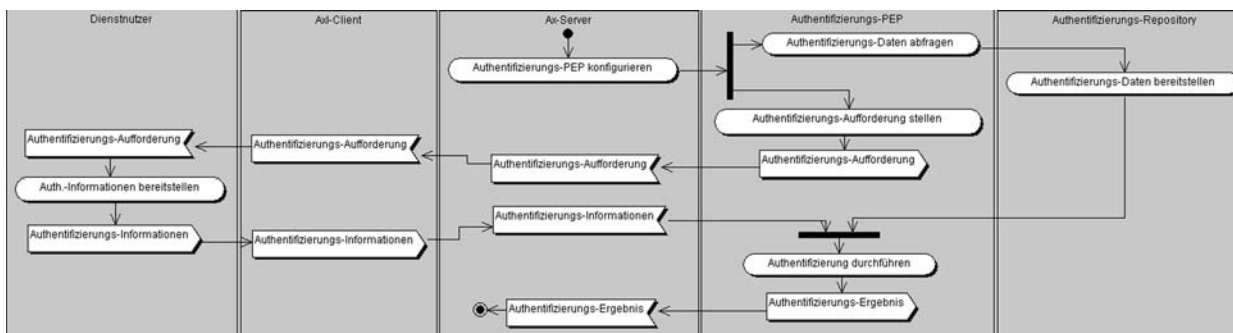 Dienstnutzer
AxI-Client
Ax-Server
Authentifizierungs-PEP
Authentifizierungs-Repository
Authentifizierungs-Daten abfragen
Authentifizierungs-PEP konfigurieren
Authentifizierungs-Daten bereitstellen
Authentifizierungs-Aufforderung stellen
Authentifizierungs-Aufforderung
Authentifizierungs-Aufforderung
Authentifizierungs-Aufforderung
Authentifizierungs-Aufforderung
Auth.-Informationen bereitstellen
Authentifizierungs-Informationen
Authentifizierungs-Informationen
Authentifizierungs-Informationen
Authentifizierung durchführen
Authentifizierungs-Ergebnis
Authentifizierungs-Ergebnis